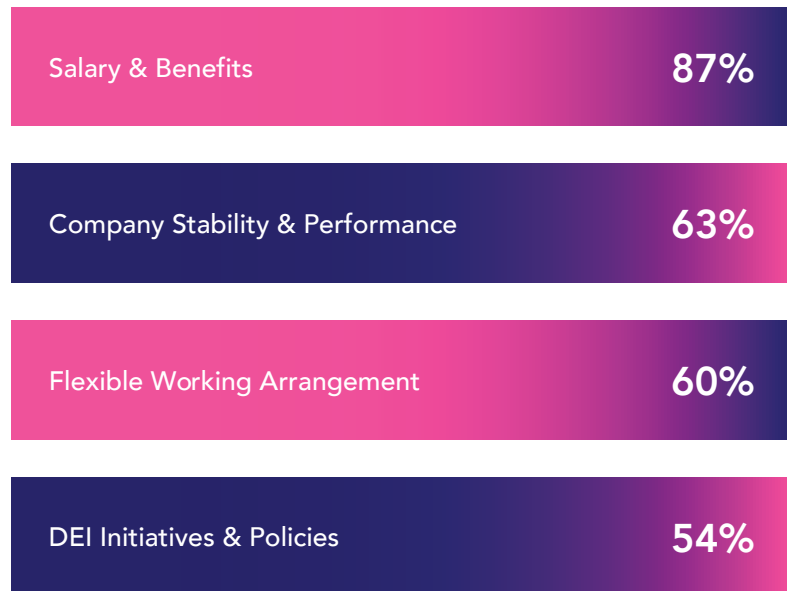 Salary & Benefits 87%
Company Stability & Performance 63%
Flexible Working Arrangement 60%
DEI Initiatives & Policies 54%